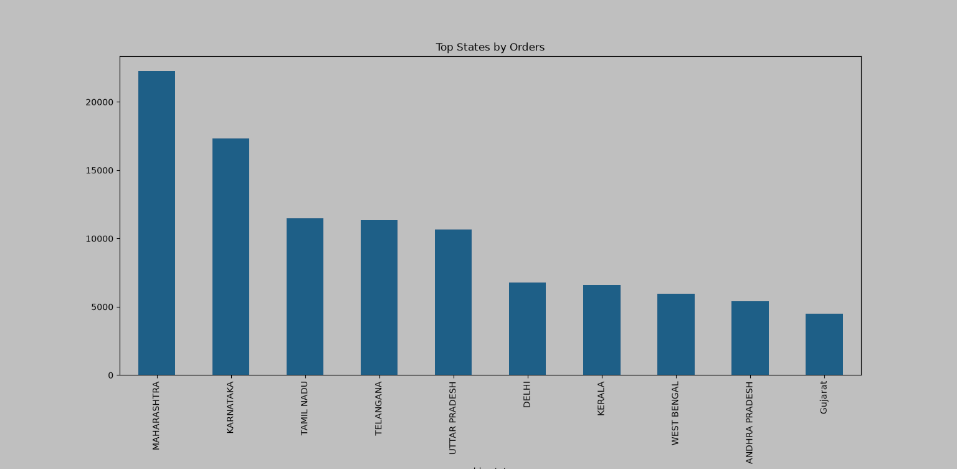 Top States by Orders
20000
15000
10000
5000
0
MAHARASHTRA
KARNATAKA
TAMIL NADU
TELANGANA
UTTAR PRADESH
DELHI
KERALA
WEST BENGAL
ANDHRA PRADESH
Gujarat